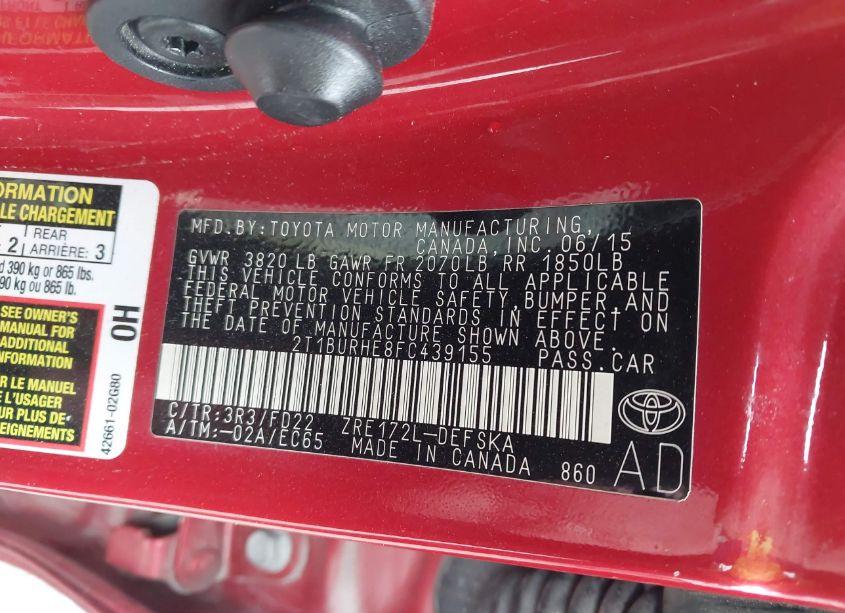 ORMATION
LE CHARGEMENT
2 | REAR ARRIÈRE: 3
d 390 kg or 865 lbs.
90 kg ou 865 lb.
SEE OWNER'S
MANUAL FOR
ADDITIONAL
ORMATION
R LE MANUEL
L'USAGER
UR PLUS DE
SEIGNEMENTS
OH
42661-02G80
MFD.BY:TOYOTA MOTOR MANUFACTURING,
CANADA,INC. 06/15
GVWR 3820 LB GAWR FR 2070LB RR 1850LB
THIS VEHICLE CONFORMS TO ALL APPLICABLE
FEDERAL MOTOR VEHICLE SAFETY,BUMPER,AND
THEFT PREVENTION STANDARDS IN EFFECT ON
THE DATE OF MANUFACTURE SHOWN ABOVE.
2T1BURHE8FC439155 PASS.CAR
C/TR:3R3/FD22 ZRE172L-DEFSKA
A/TM:-02A/EC65 MADE IN CANADA 860
AD